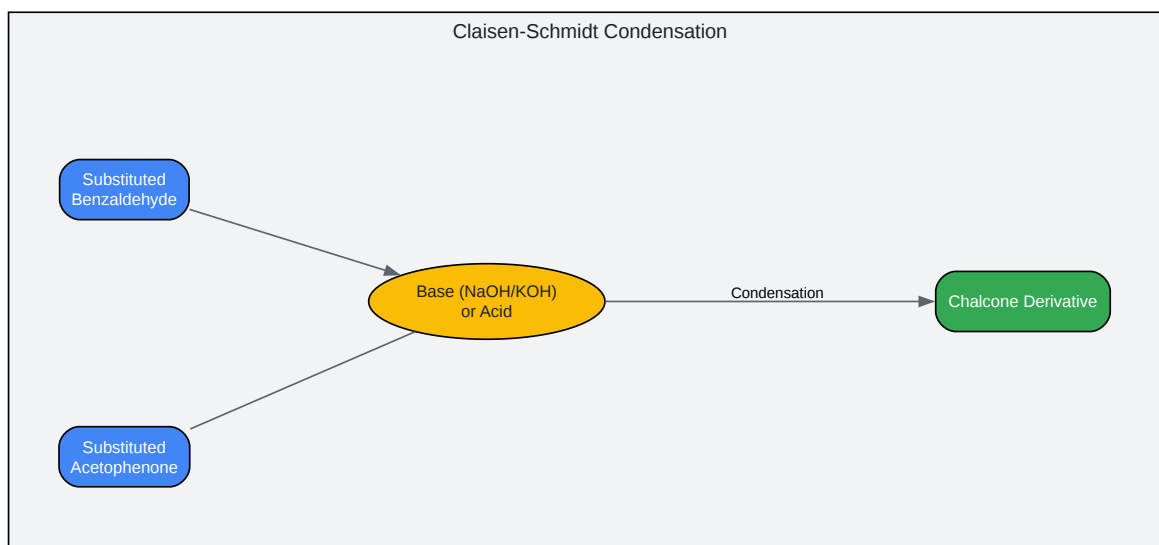 Claisen-Schmidt Condensation
Substituted
Benzaldehyde
Base (NaOH/KOH)
or Acid
Condensation
Chalcone Derivative
Substituted
Acetophenone